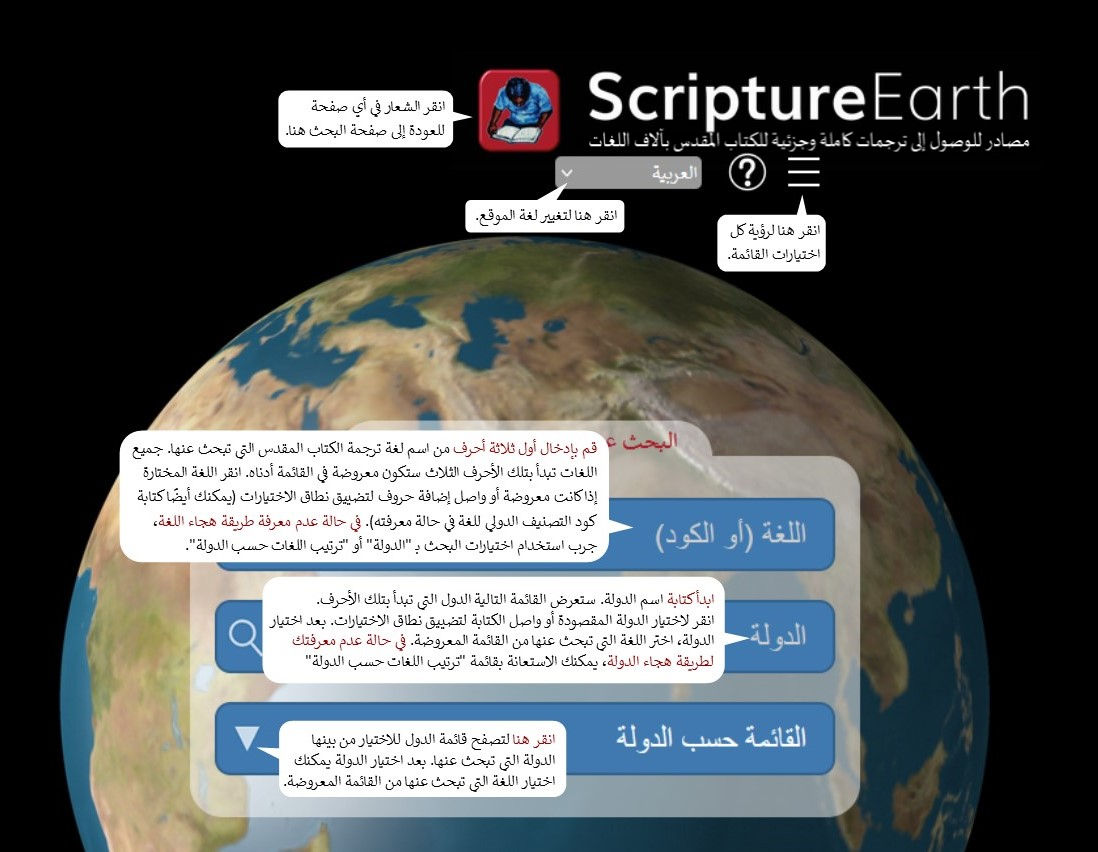 ScriptureEarth
مصادر للوصول إلى ترجمات كاملة وجزئية للكتاب المقدس بآلاف اللغات
انقر الشعار في أي صفحة
للعودة إلى صفحة البحث هنا.
العربية
?
انقر هنا لتغيير لغة الموقع.
انقر هنا لرؤية كل
اختيارات القائمة.
البحث
قم بإدخال أول ثلاثة أحرف من اسم لغة ترجمة الكتاب المقدس التي تبحث عنها. جميع
اللغات تبدأ بتلك الأحرف الثلاث ستكون معروضة في القائمة أدناه. انقر اللغة المختارة
إذا كانت معروضة أو واصل إضافة حروف لتضييق نطاق الاختيارات (يمكنك أيضًا كتابة
كود التصنيف الدولي للغة في حالة معرفته). في حالة عدم معرفة طريقة هجاء اللغة،
جرب استخدام اختيارات البحث بـ "الدولة" أو "ترتيب اللغات حسب الدولة".
اللغة (أو الكود)
ابدأ كتابة اسم الدولة. ستعرض القائمة التالية الدول التي تبدأ بتلك الأحرف.
انقر لاختيار الدولة المقصودة أو واصل الكتابة لتضييق نطاق الاختيارات. بعد اختيار
الدولة، اختر اللغة التي تبحث عنها من القائمة المعروضة. في حالة عدم معرفتك
لطريقة هجاء الدولة، يمكنك الاستعانة بقائمة "ترتيب اللغات حسب الدولة"
الدولة
القائمة حسب الدولة
انقر هنا لتصفح قائمة الدول للاختيار من بينها
الدولة التي تبحث عنها. بعد اختيار الدولة يمكنك
اختيار اللغة التي تبحث عنها من القائمة المعروضة.